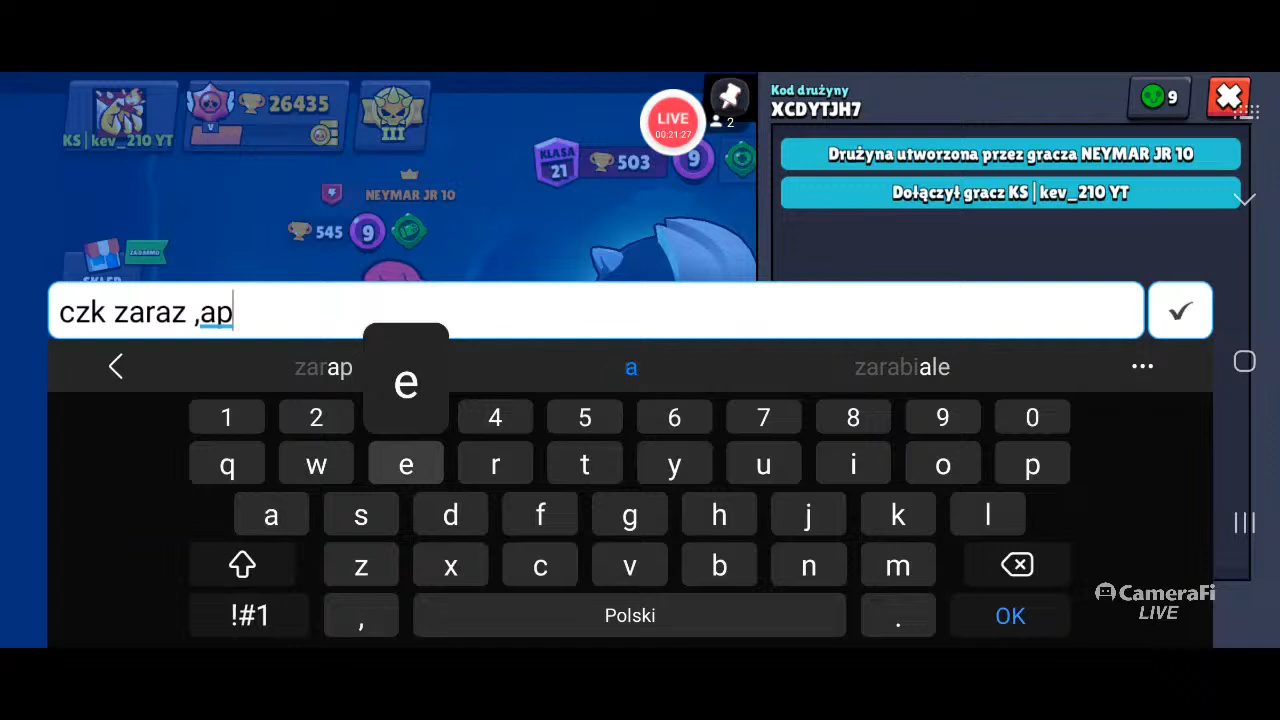 KS | kev_210 YT
V
26435
III
LIVE
00:21:27
2
Kod drużyny
XCDYTJH7
9
KLASA
21
503
9
Drużyna utworzona przez gracza NEYMAR JR 10
Dołączył gracz KS | kev_210 YT
NEYMAR JR 10
545
9
ZADARMO
SKLEP
czk zaraz ,ap
zarap
a
zarabiale
...
e
1 2 4 5 6 7 8 9 0
q w e r t y u i o p
a s d f g h j k l
z x c v b n m
!#1 , Polski . OK
CameraFi
LIVE